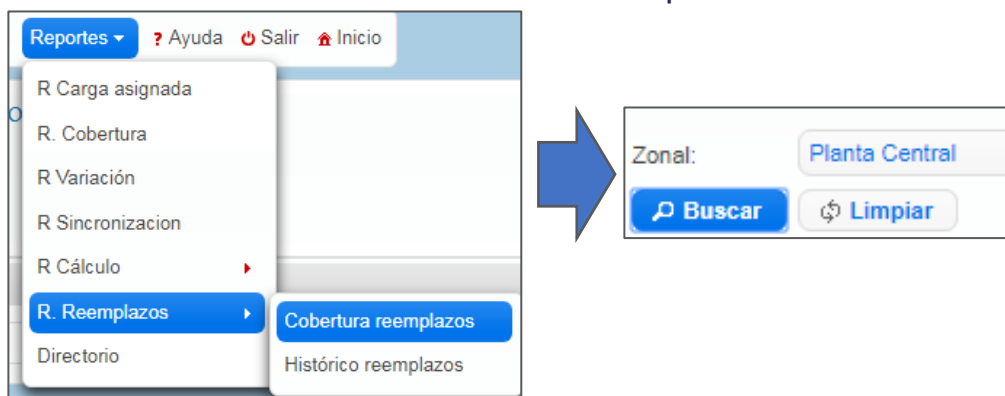 Reportes ? Ayuda Salir Inicio
R Carga asignada
R. Cobertura
R Variación
R Sincronizacion
R Cálculo
R. Reemplazos
Directorio
Cobertura reemplazos
Histórico reemplazos
Zonal: Planta Central
Buscar Limpiar